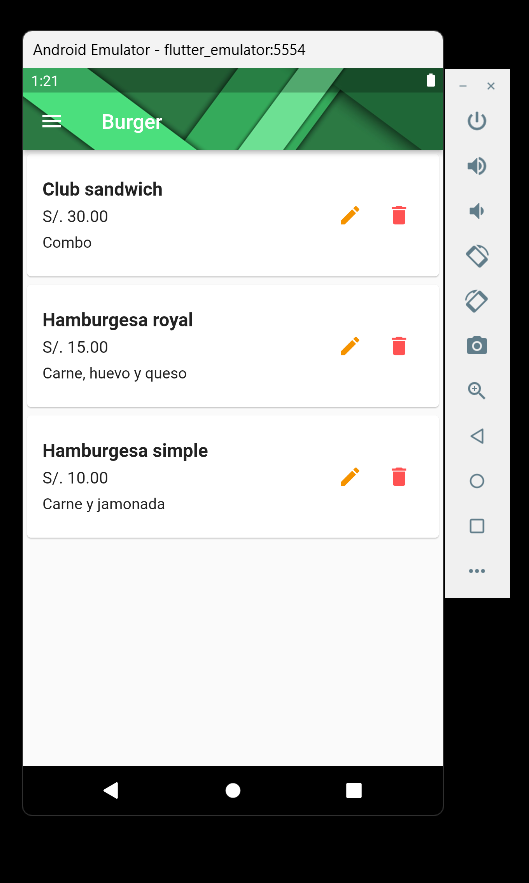 Android Emulator - flutter_emulator:5554
1:21
Burger
Club sandwich
S/. 30.00
Combo
Hamburgesa royal
S/. 15.00
Carne, huevo y queso
Hamburgesa simple
S/. 10.00
Carne y jamonada